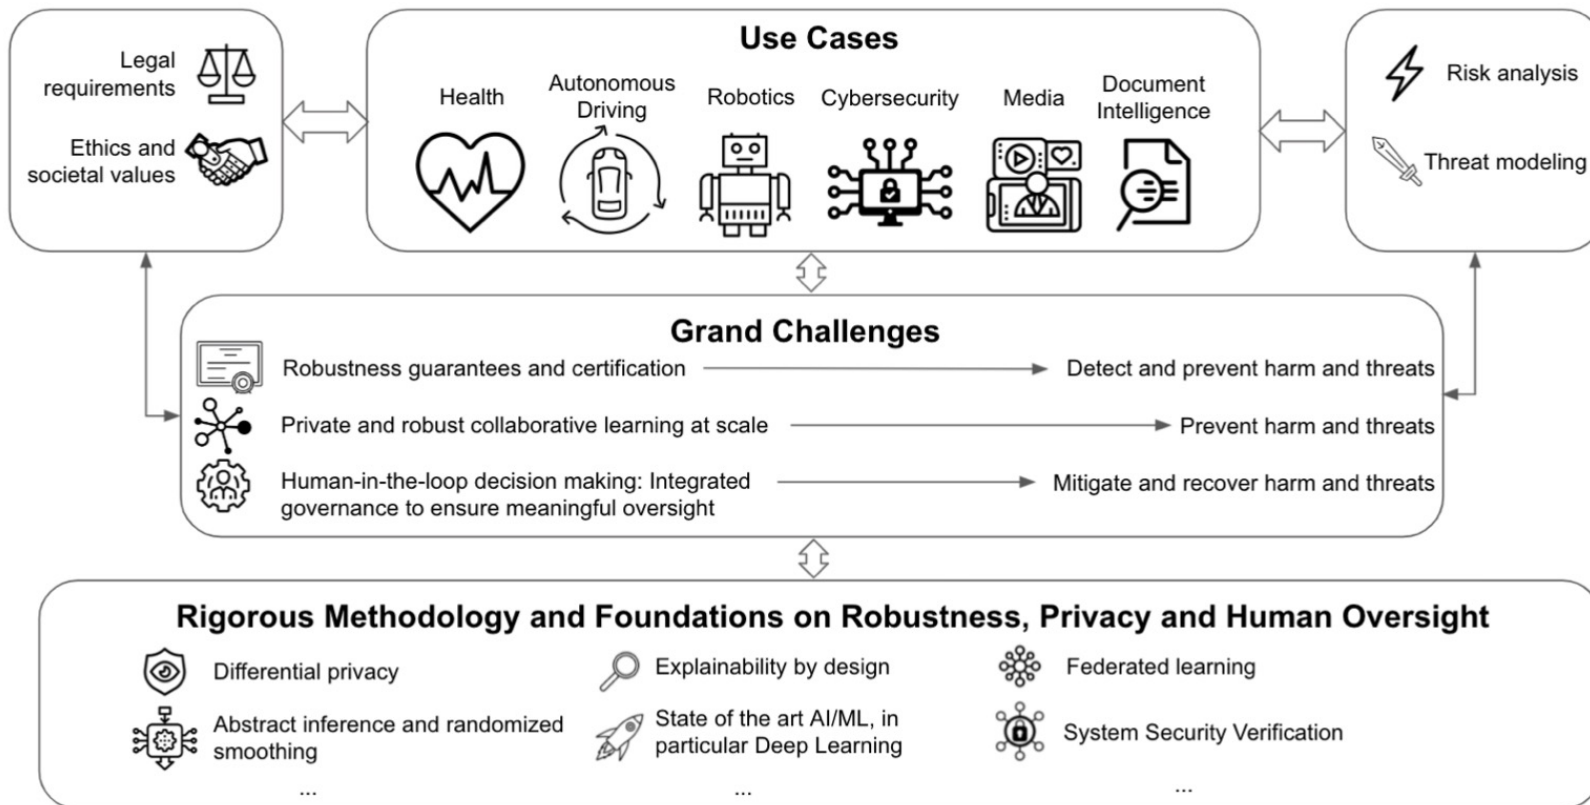 Legal
requirements
Ethics and
societal values
Use Cases
Health
Autonomous
Driving
Robotics
Cybersecurity
Media
Document
Intelligence
Risk analysis
Threat modeling
Grand Challenges
Robustness guarantees and certification
Detect and prevent harm and threats
Private and robust collaborative learning at scale
Prevent harm and threats
Human-in-the-loop decision making: Integrated
governance to ensure meaningful oversight
Mitigate and recover harm and threats
Rigorous Methodology and Foundations on Robustness, Privacy and Human Oversight
Differential privacy
Explainability by design
Federated learning
Abstract inference and randomized
smoothing
State of the art AI/ML, in
particular Deep Learning
System Security Verification
...
...
...